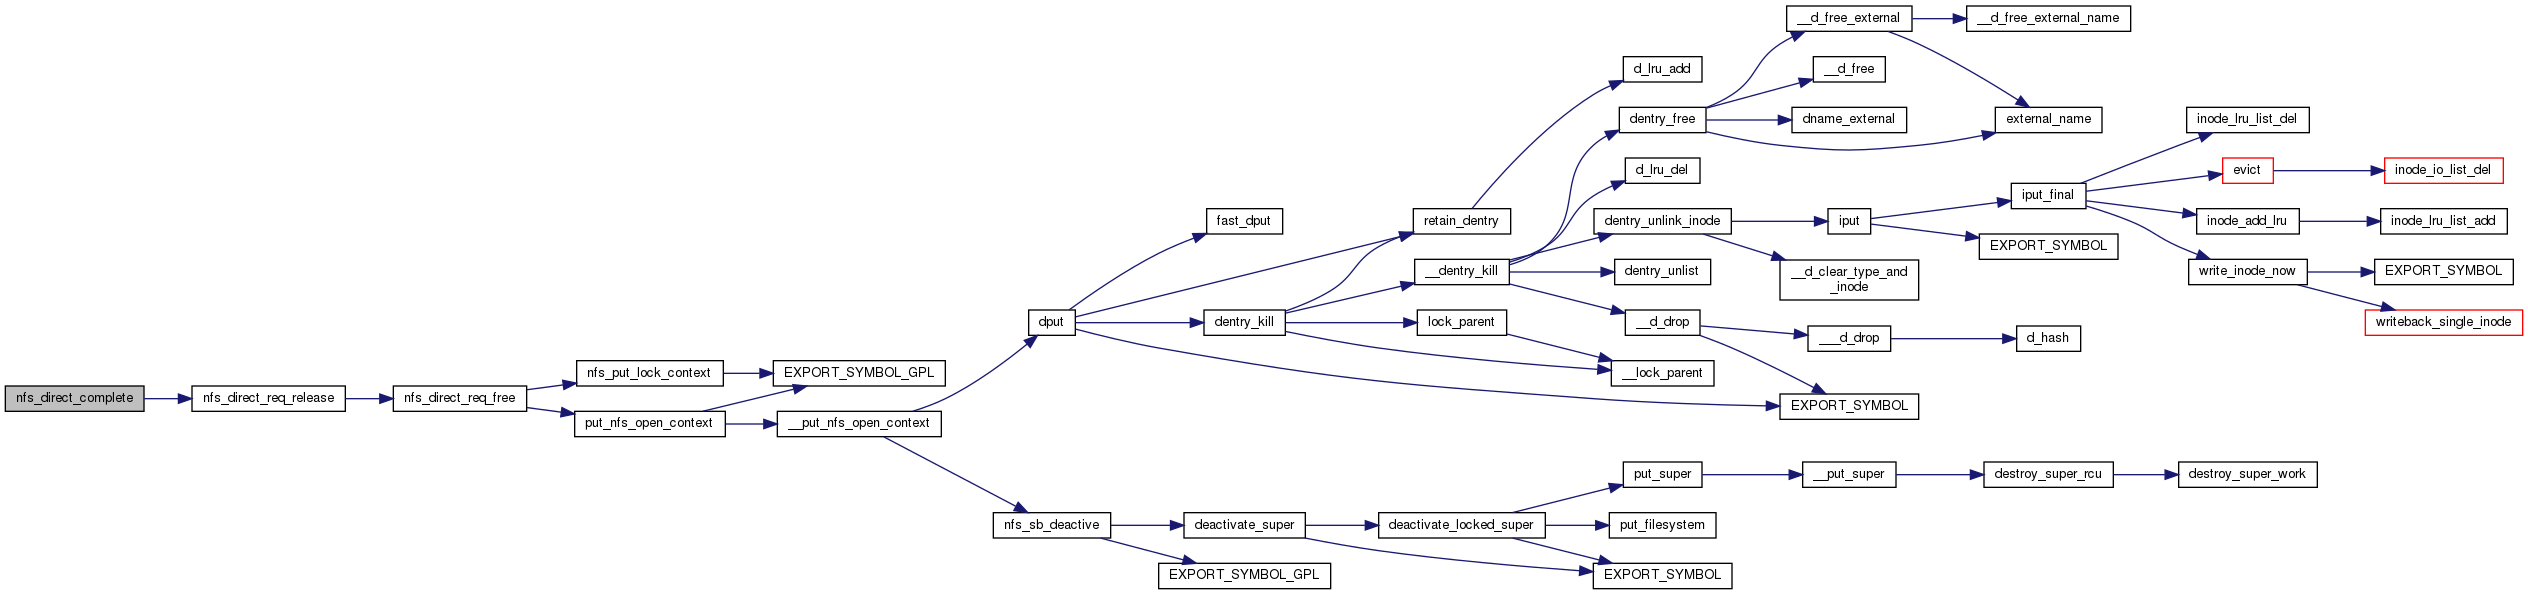 nfs_direct_complete
nfs_direct_req_release
nfs_direct_req_free
nfs_put_lock_context
EXPORT_SYMBOL_GPL
put_nfs_open_context
__put_nfs_open_context
dput
fast_dput
retain_dentry
d_lru_add
dentry_kill
__dentry_kill
dentry_free
__d_free_external
__d_free_external_name
__d_free
dname_external
external_name
d_lru_del
dentry_unlink_inode
iput
iput_final
inode_lru_list_del
evict
inode_io_list_del
inode_add_lru
inode_lru_list_add
write_inode_now
EXPORT_SYMBOL
writeback_single_inode
EXPORT_SYMBOL
__d_clear_type_and
_inode
dentry_unlist
__d_drop
___d_drop
d_hash
lock_parent
__lock_parent
EXPORT_SYMBOL
nfs_sb_deactive
deactivate_super
deactivate_locked_super
put_super
__put_super
destroy_super_rcu
destroy_super_work
put_filesystem
EXPORT_SYMBOL
EXPORT_SYMBOL_GPL